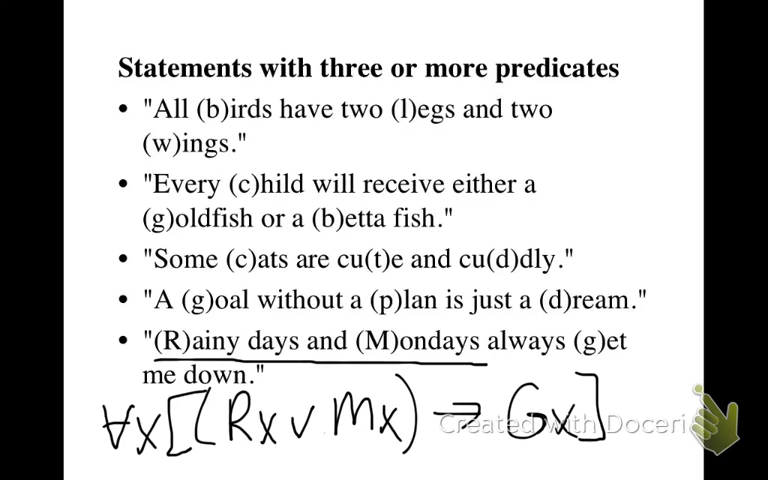 Statements with three or more predicates
• "All (b)irds have two (l)egs and two
(w)ings."
• "Every (c)hild will receive either a
(g)oldfish or a (b)etta fish."
• "Some (c)ats are cu(t)e and cu(d)dly."
• "A (g)oal without a (p)lan is just a (d)ream."
• "(R)ainy days and (M)ondays always (g)et
me down."
∀x[(Rx ∨ Mx) → Gx]
Created with Doceri